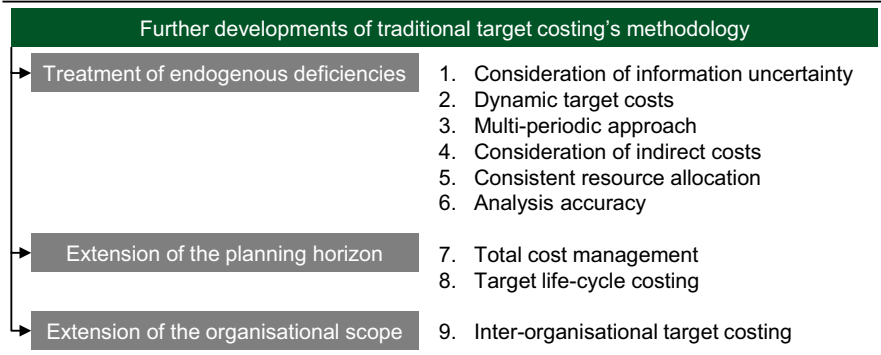 Further developments of traditional target costing's methodology
Treatment of endogenous deficiencies
1. Consideration of information uncertainty
2. Dynamic target costs
3. Multi-periodic approach
4. Consideration of indirect costs
5. Consistent resource allocation
6. Analysis accuracy
Extension of the planning horizon
7. Total cost management
8. Target life-cycle costing
Extension of the organisational scope
9. Inter-organisational target costing